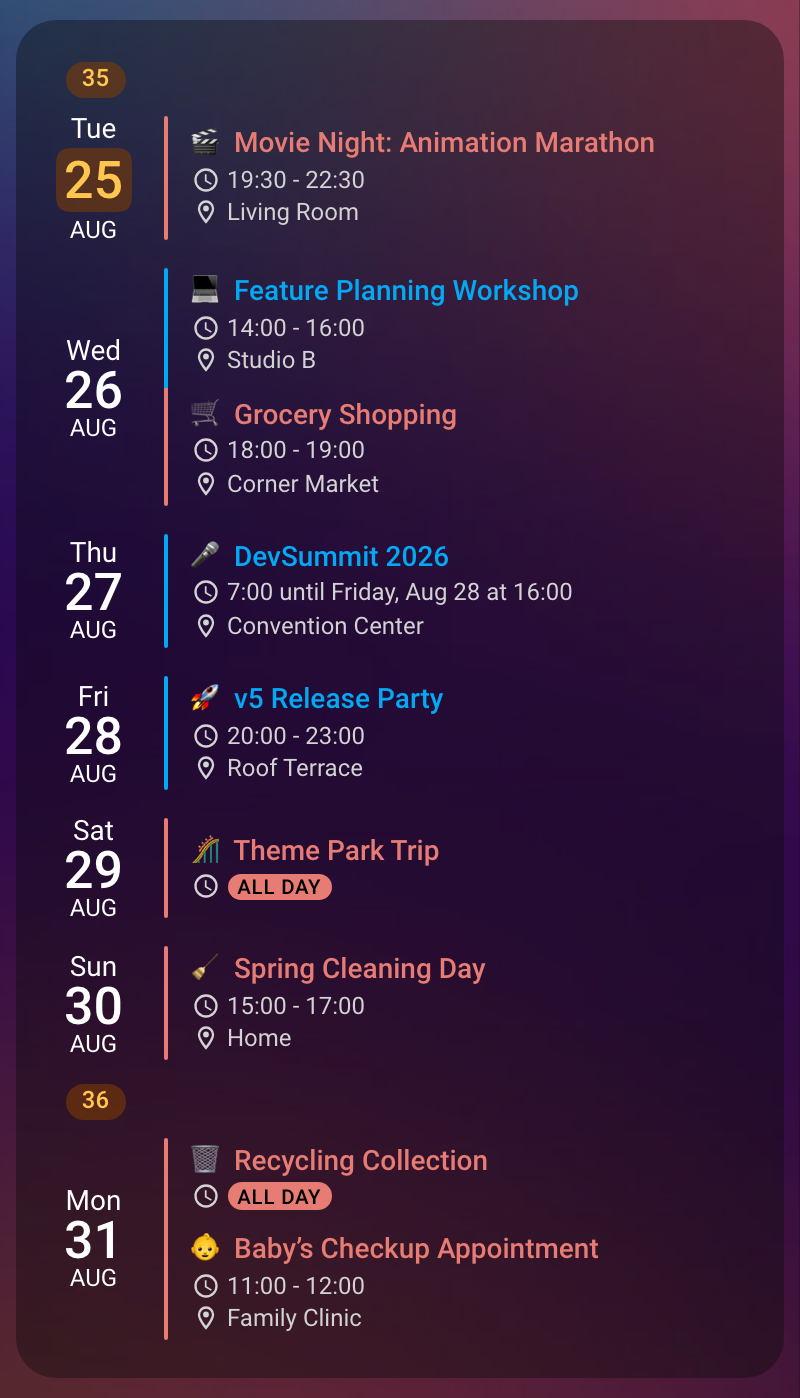 35
Tue
25
AUG
Movie Night: Animation Marathon
19:30 - 22:30
Living Room
Wed
26
AUG
Feature Planning Workshop
14:00 - 16:00
Studio B
Grocery Shopping
18:00 - 19:00
Corner Market
Thu
27
AUG
DevSummit 2026
7:00 until Friday, Aug 28 at 16:00
Convention Center
Fri
28
AUG
v5 Release Party
20:00 - 23:00
Roof Terrace
Sat
29
AUG
Theme Park Trip
ALL DAY
Sun
30
AUG
Spring Cleaning Day
15:00 - 17:00
Home
36
Mon
31
AUG
Recycling Collection
ALL DAY
Baby’s Checkup Appointment
11:00 - 12:00
Family Clinic